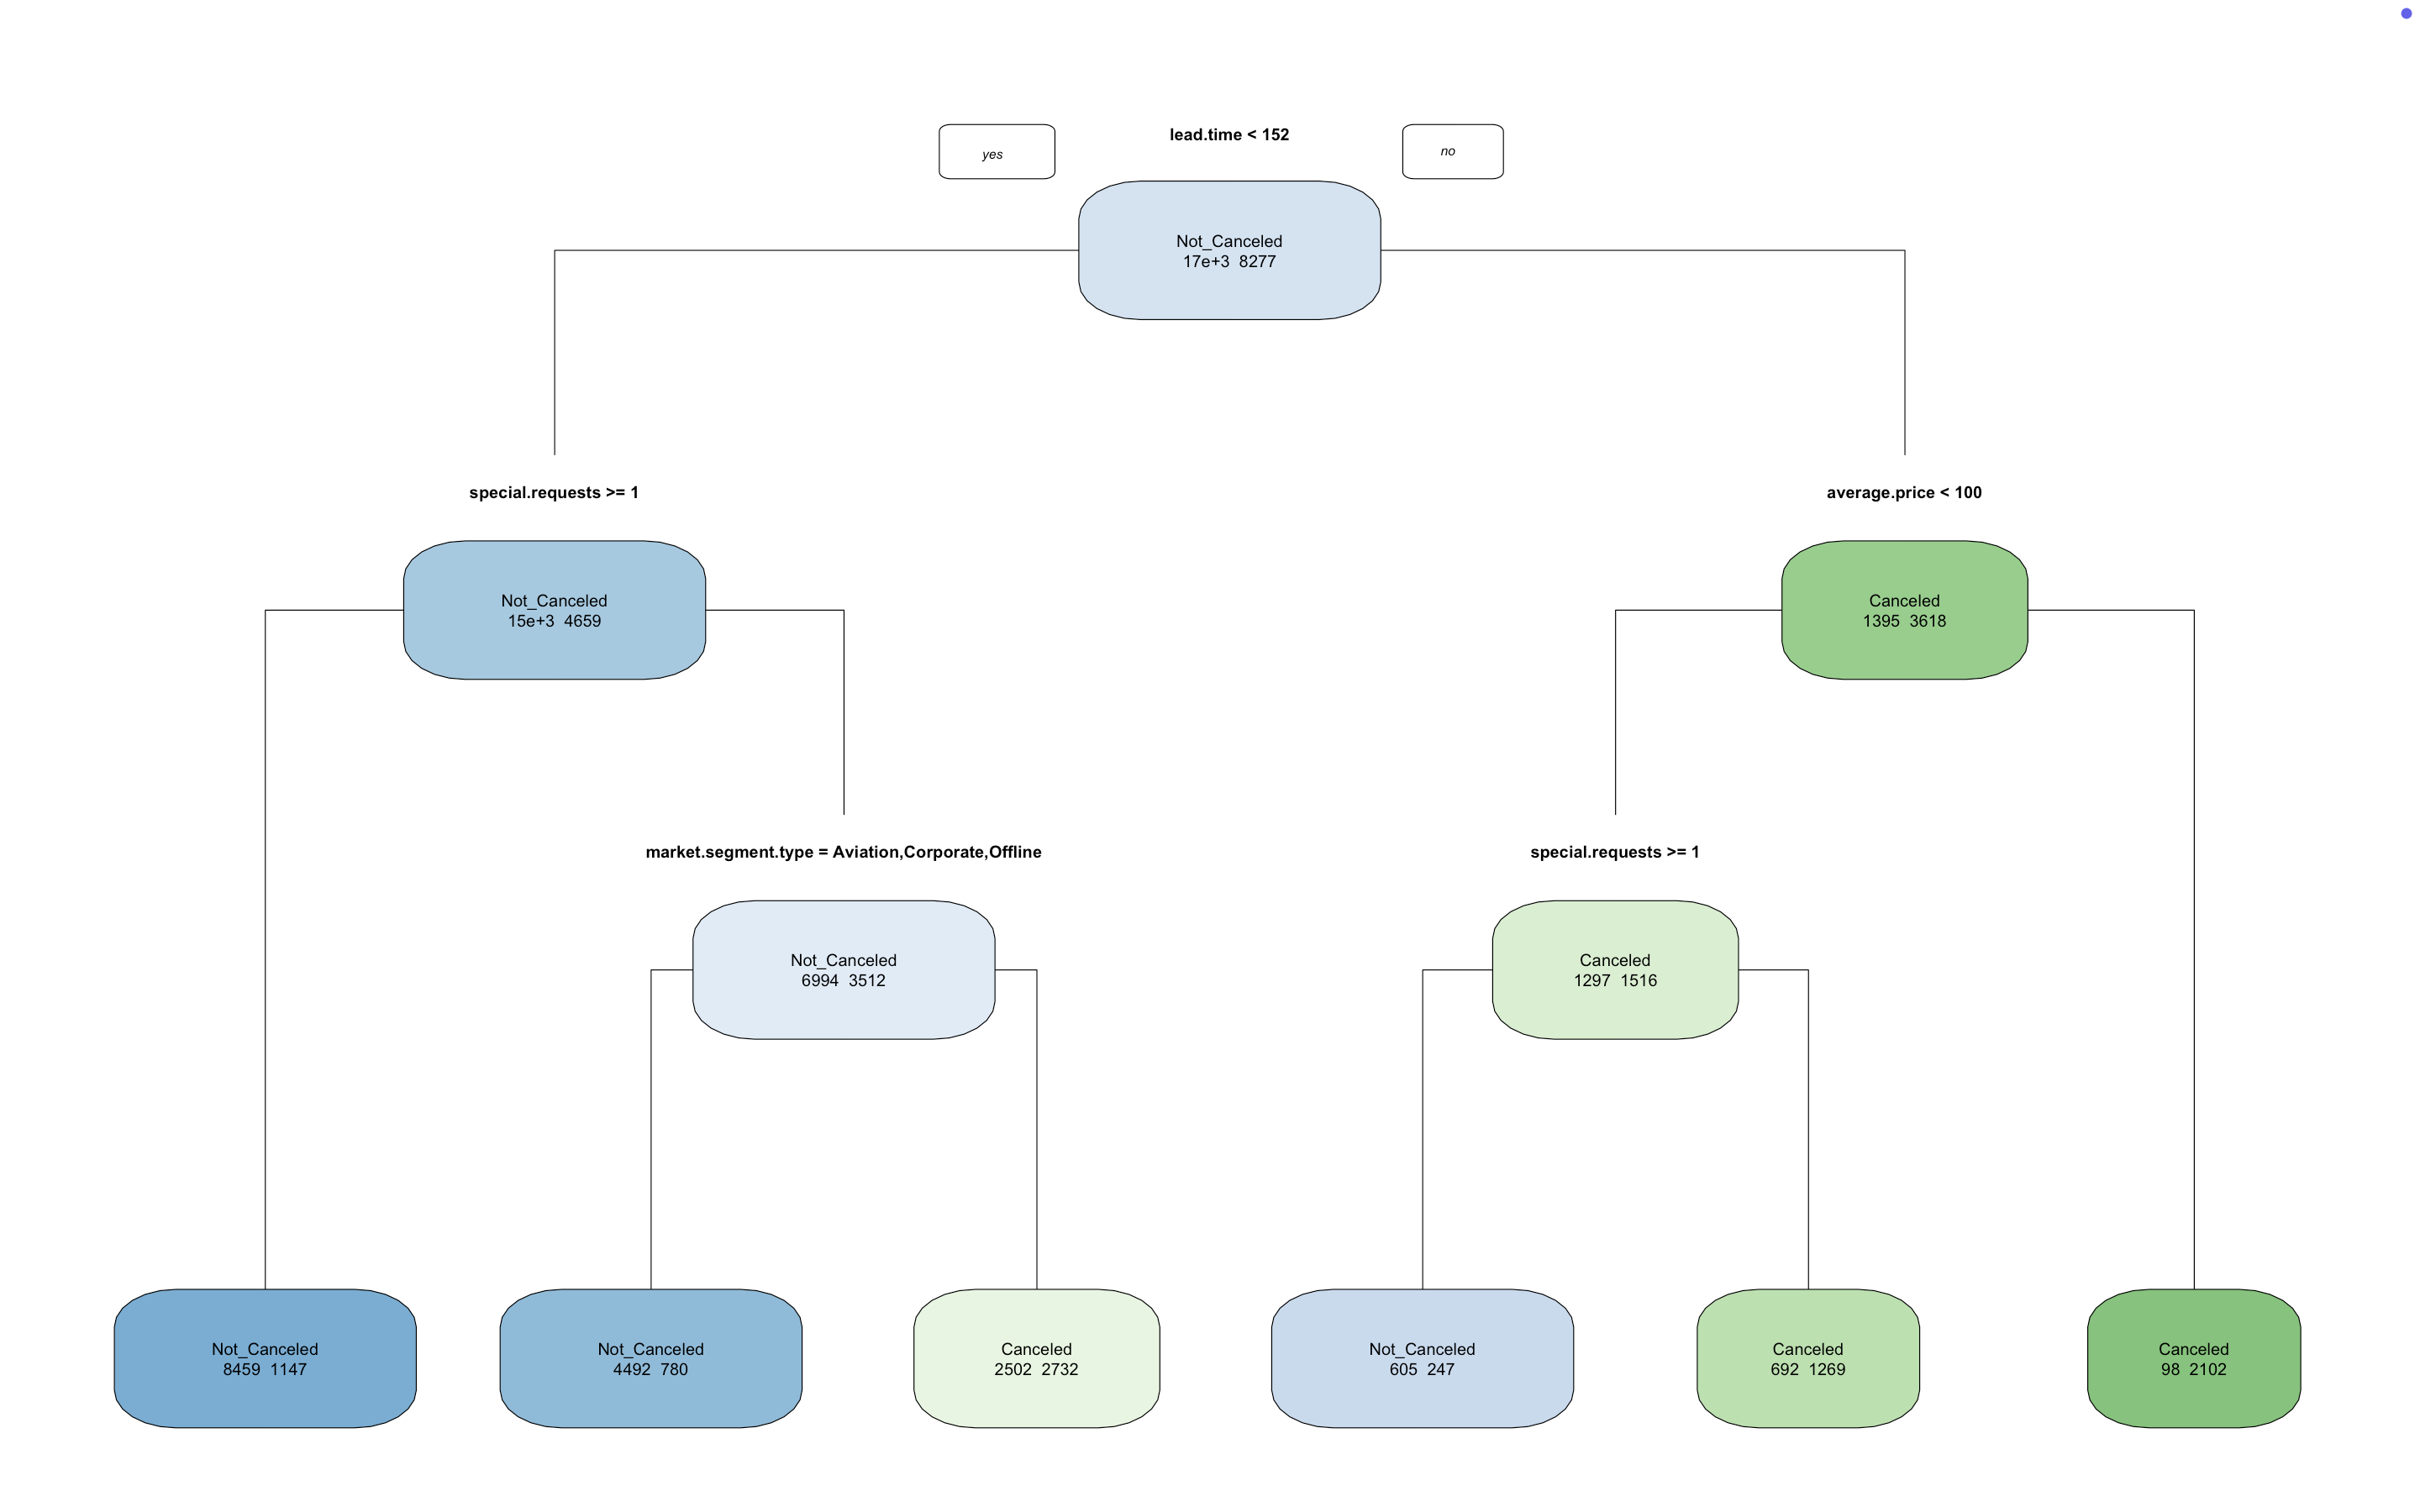 lead.time < 152
yes
no
Not_Canceled
17e+3 8277
special.requests >= 1
average.price < 100
Not_Canceled
15e+3 4659
Canceled
1395 3618
market.segment.type = Aviation,Corporate,Offline
special.requests >= 1
Not_Canceled
6994 3512
Canceled
1297 1516
Not_Canceled
8459 1147
Not_Canceled
4492 780
Canceled
2502 2732
Not_Canceled
605 247
Canceled
692 1269
Canceled
98 2102